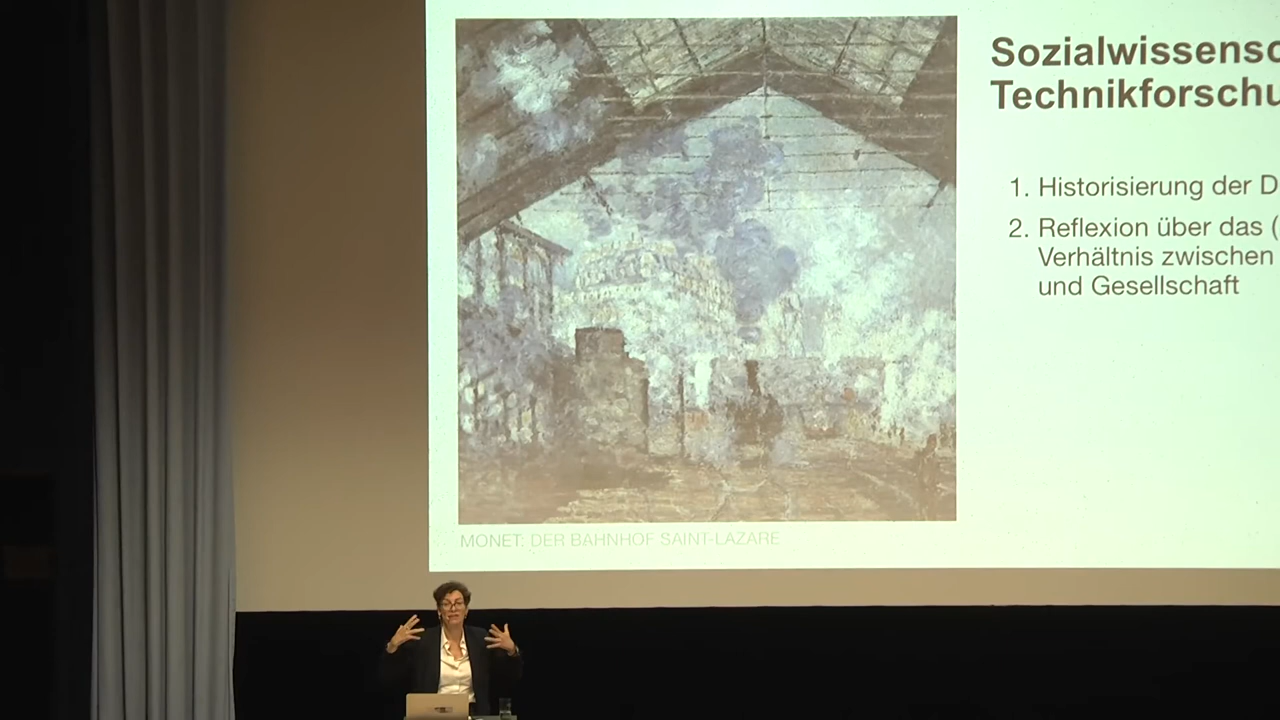 Sozialwissensc
Technikforschu
1. Historisierung der D
2. Reflexion über das (
Verhältnis zwischen
und Gesellschaft
MONET: DER BAHNHOF SAINT-LAZARE